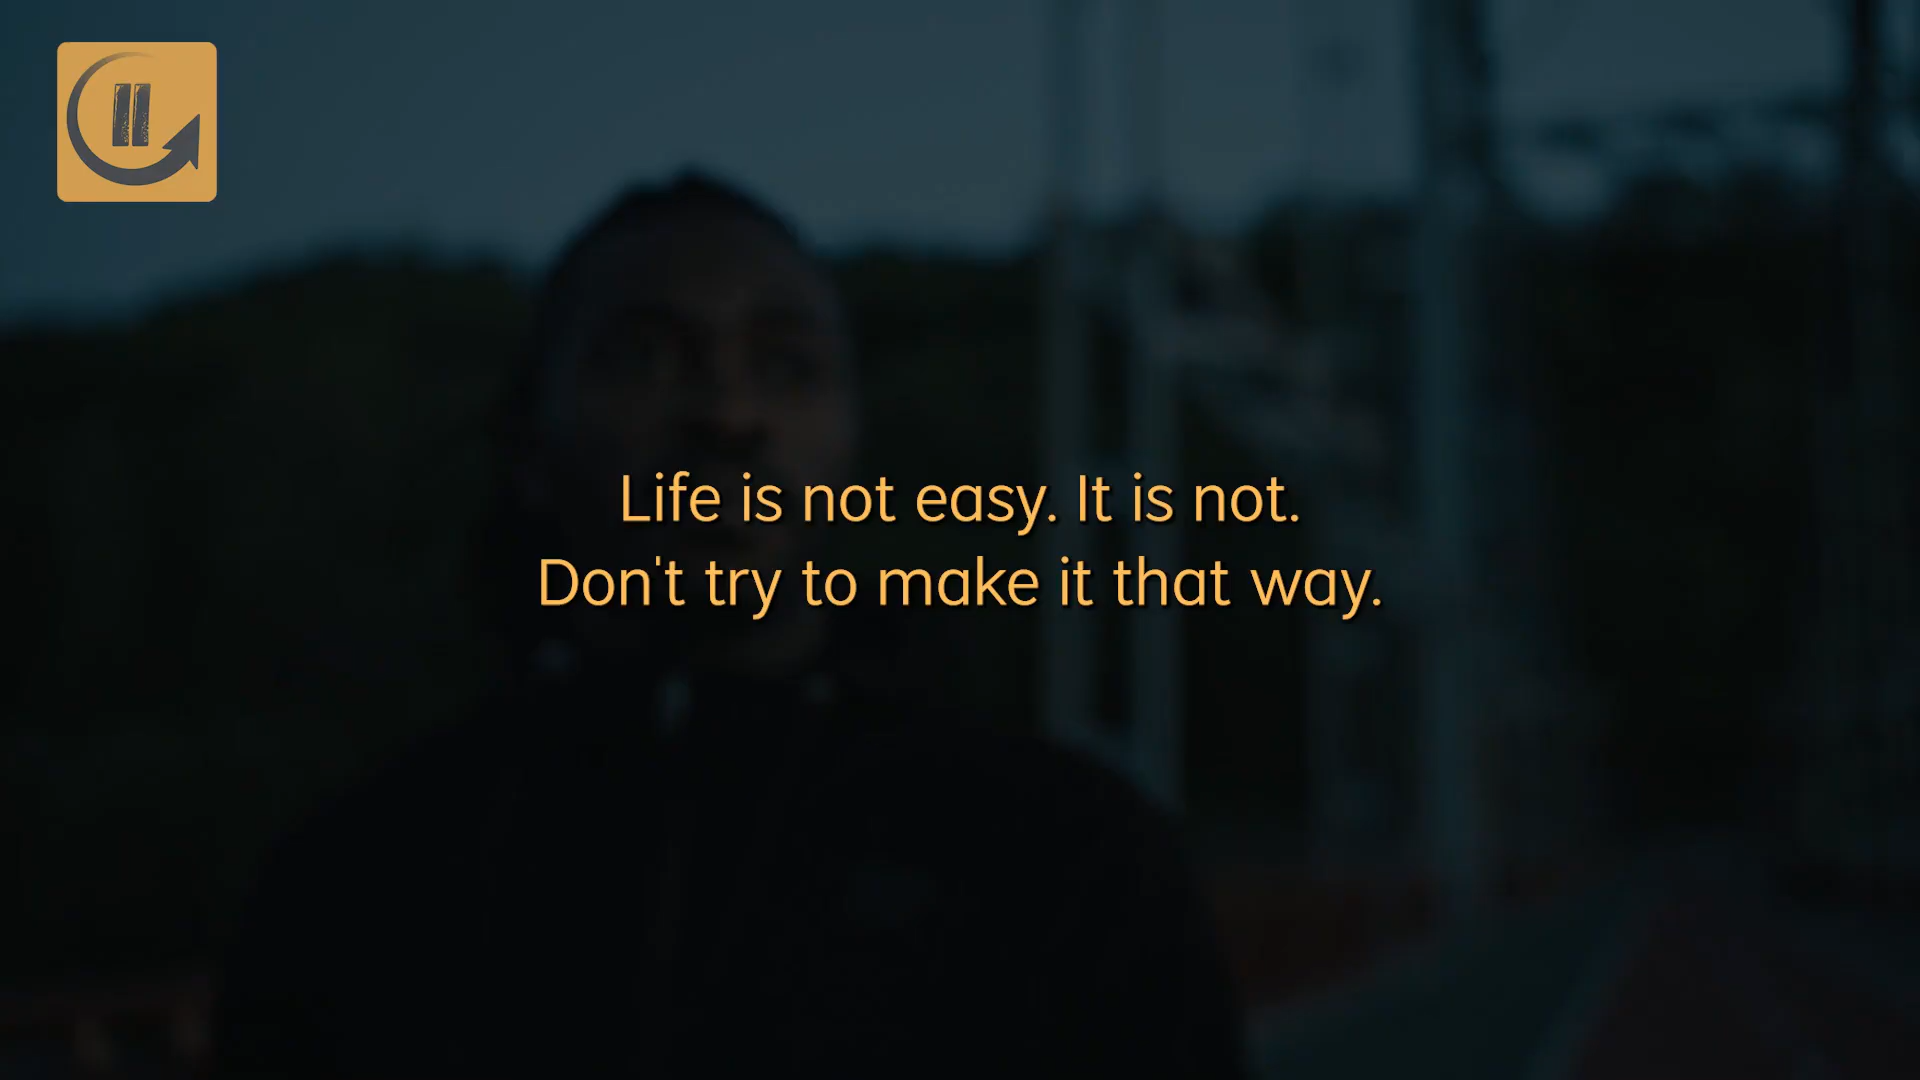 Life is not easy. It is not.
Don't try to make it that way.